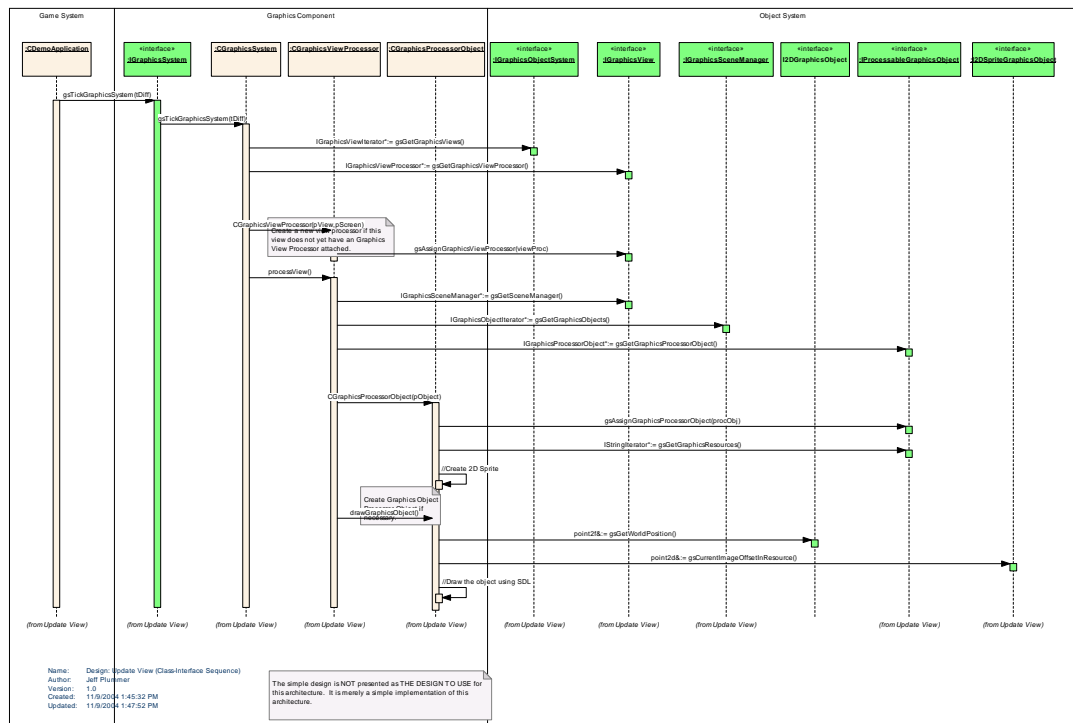 Game System
Graphics Component
Object System
:CDemoApplication
«interface»
:IGraphicsSystem
:CGraphicsSystem
:CGraphicsViewProcessor
:CGraphicsProcessorObject
«interface»
:IGraphicsObjectSystem
«interface»
:IGraphicsView
«interface»
:IGraphicsSceneManager
«interface»
I2DGraphicsObject
«interface»
:IProcessableGraphicsObject
«interface»
:I2DSpriteGraphicsObject
gsTickGraphicsSystem(tDiff)
gsTickGraphicsSystem(tDiff)
IGraphicsViewIterator*:= gsGetGraphicsViews()
IGraphicsViewProcessor*:= gsGetGraphicsViewProcessor()
CGraphicsViewProcessor(pView,pScreen)
Create a new view processor if this
view does not yet have an Graphics
View Processor attached.
gsAssignGraphicsViewProcessor(viewProc)
processView()
IGraphicsSceneManager*:= gsGetSceneManager()
IGraphicsObjectIterator*:= gsGetGraphicsObjects()
IGraphicsProcessorObject*:= gsGetGraphicsProcessorObject()
CGraphicsProcessorObject(pObject)
gsAssignGraphicsProcessorObject(procObj)
IStringIterator*:= gsGetGraphicsResources()
//Create 2D Sprite
Create Graphics Object
Processor Object if
necessary.
drawGraphicsObject()
point2f&:= gsGetWorldPosition()
point2d&:= gsCurrentImageOffsetInResource()
//Draw the object using SDL
(from Update View)
(from Update View)
(from Update View)
(from Update View)
(from Update View)
(from Update View)
(from Update View)
(from Update View)
(from Update View)
(from Update View)
Name: Design: Update View (Class-Interface Sequence)
Author: Jeff Plummer
Version: 1.0
Created: 11/9/2004 1:45:32 PM
Updated: 11/9/2004 1:47:52 PM
The simple design is NOT presented as THE DESIGN TO USE for
this architecture. It is merely a simple implementation of this
architecture.